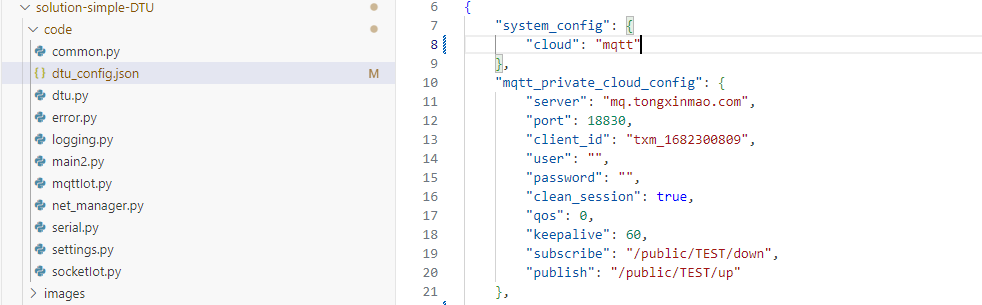 solution-simple-DTU
code
common.py
dtu_config.json M
dtu.py
error.py
logging.py
main2.py
mqttIot.py
net_manager.py
serial.py
settings.py
socketIot.py
images
6 {
7 "system_config": {
8 "cloud": "mqtt"
9 },
10 "mqtt_private_cloud_config": {
11 "server": "mq.tongxinmao.com",
12 "port": 18830,
13 "client_id": "txm_1682300809",
14 "user": "",
15 "password": "",
16 "clean_session": true,
17 "qos": 0,
18 "keepalive": 60,
19 "subscribe": "/public/TEST/down",
20 "publish": "/public/TEST/up"
21 },